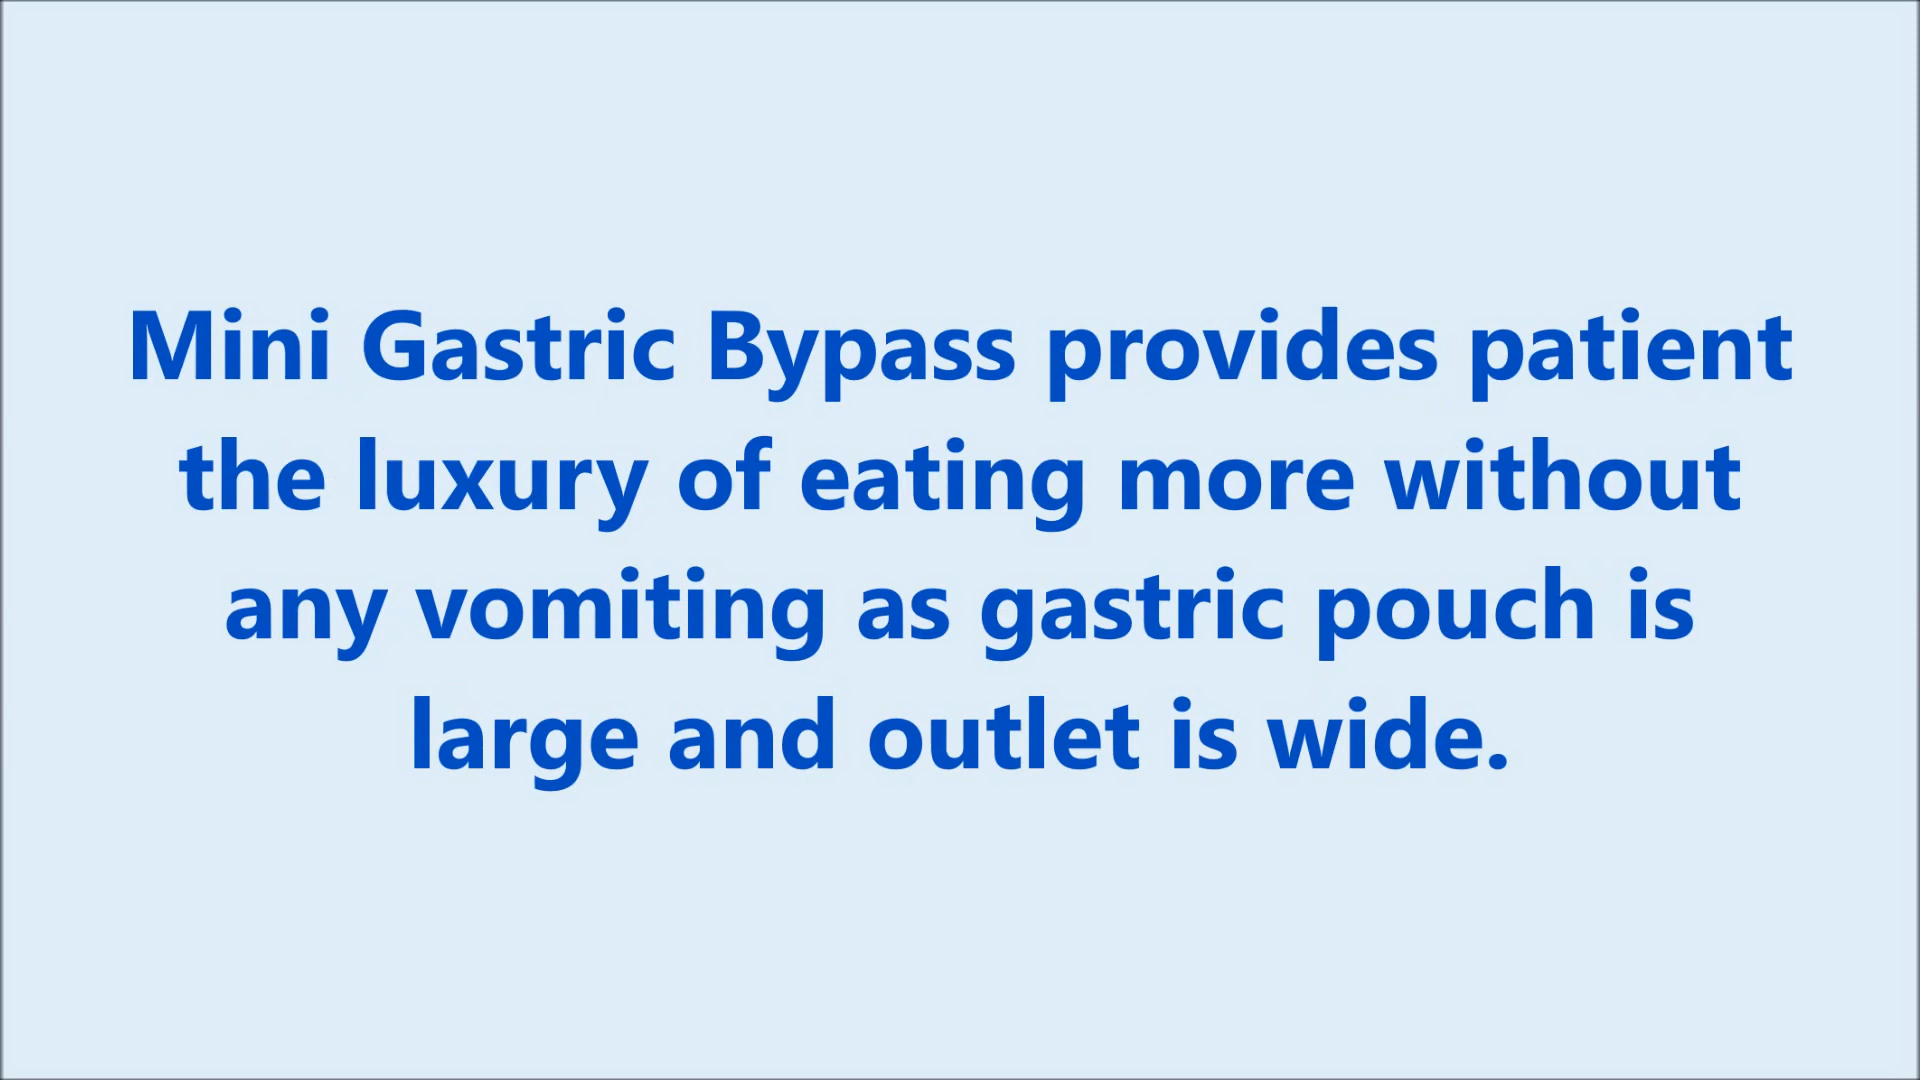 Mini Gastric Bypass provides patient
the luxury of eating more without
any vomiting as gastric pouch is
large and outlet is wide.